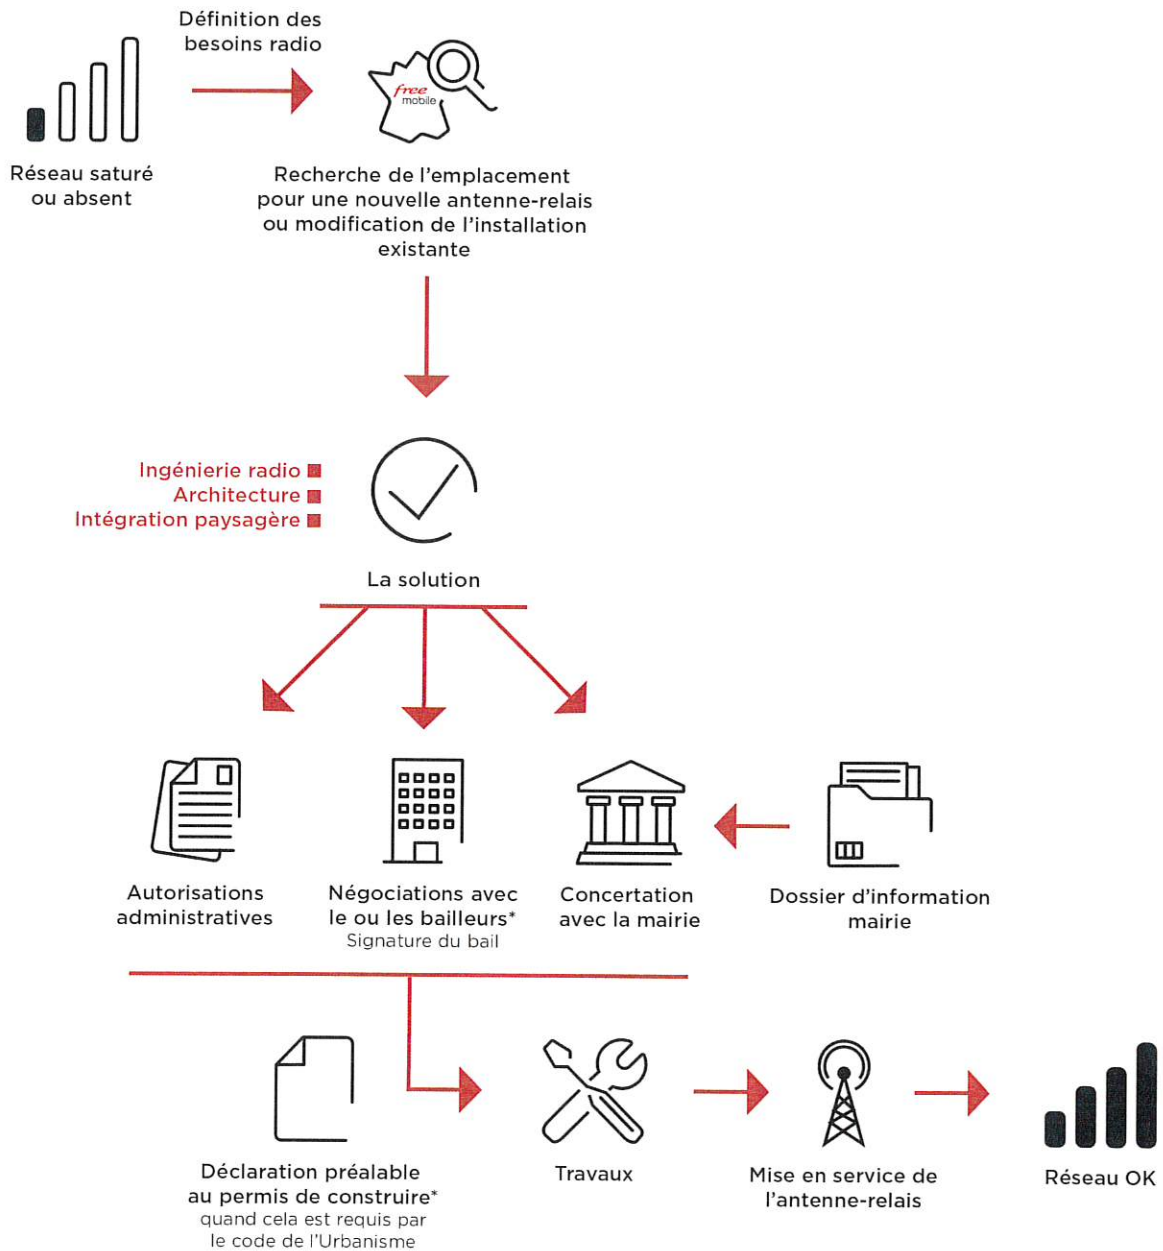 Définition des
besoins radio
free
mobile
Réseau saturé
ou absent
Recherche de l'emplacement
pour une nouvelle antenne-relais
ou modification de l'installation
existante
Ingénierie radio
Architecture
Intégration paysagère
La solution
Autorisations
administratives
Négociations avec
le ou les bailleurs*
Signature du bail
Concertation
avec la mairie
Dossier d'information
mairie
Déclaration préalable
au permis de construire*
quand cela est requis par
le code de l'Urbanisme
Travaux
Mise en service de
l'antenne-relais
Réseau OK